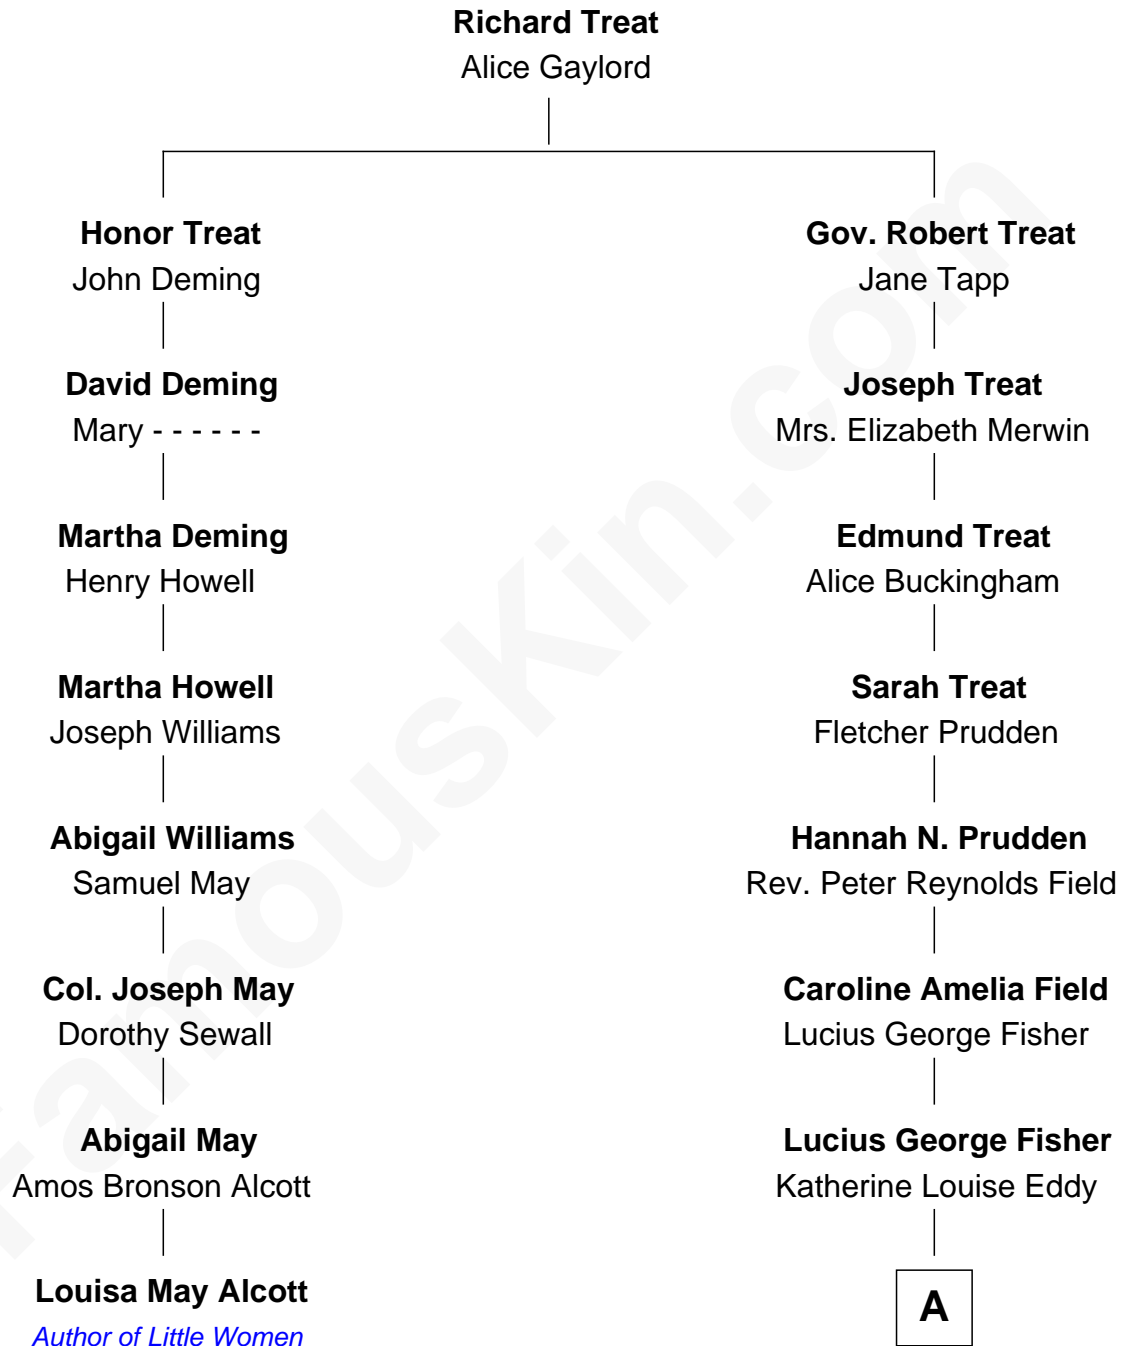 Richard Treat
Alice Gaylord
Honor Treat
John Deming
Gov. Robert Treat
Jane Tapp
David Deming
Mary - - - - - -
Joseph Treat
Mrs. Elizabeth Merwin
Martha Deming
Henry Howell
Edmund Treat
Alice Buckingham
Martha Howell
Joseph Williams
Sarah Treat
Fletcher Prudden
Abigail Williams
Samuel May
Hannah N. Prudden
Rev. Peter Reynolds Field
Col. Joseph May
Dorothy Sewall
Caroline Amelia Field
Lucius George Fisher
Abigail May
Amos Bronson Alcott
Lucius George Fisher
Katherine Louise Eddy
Louisa May Alcott
Author of Little Women
A
FamousKin.com